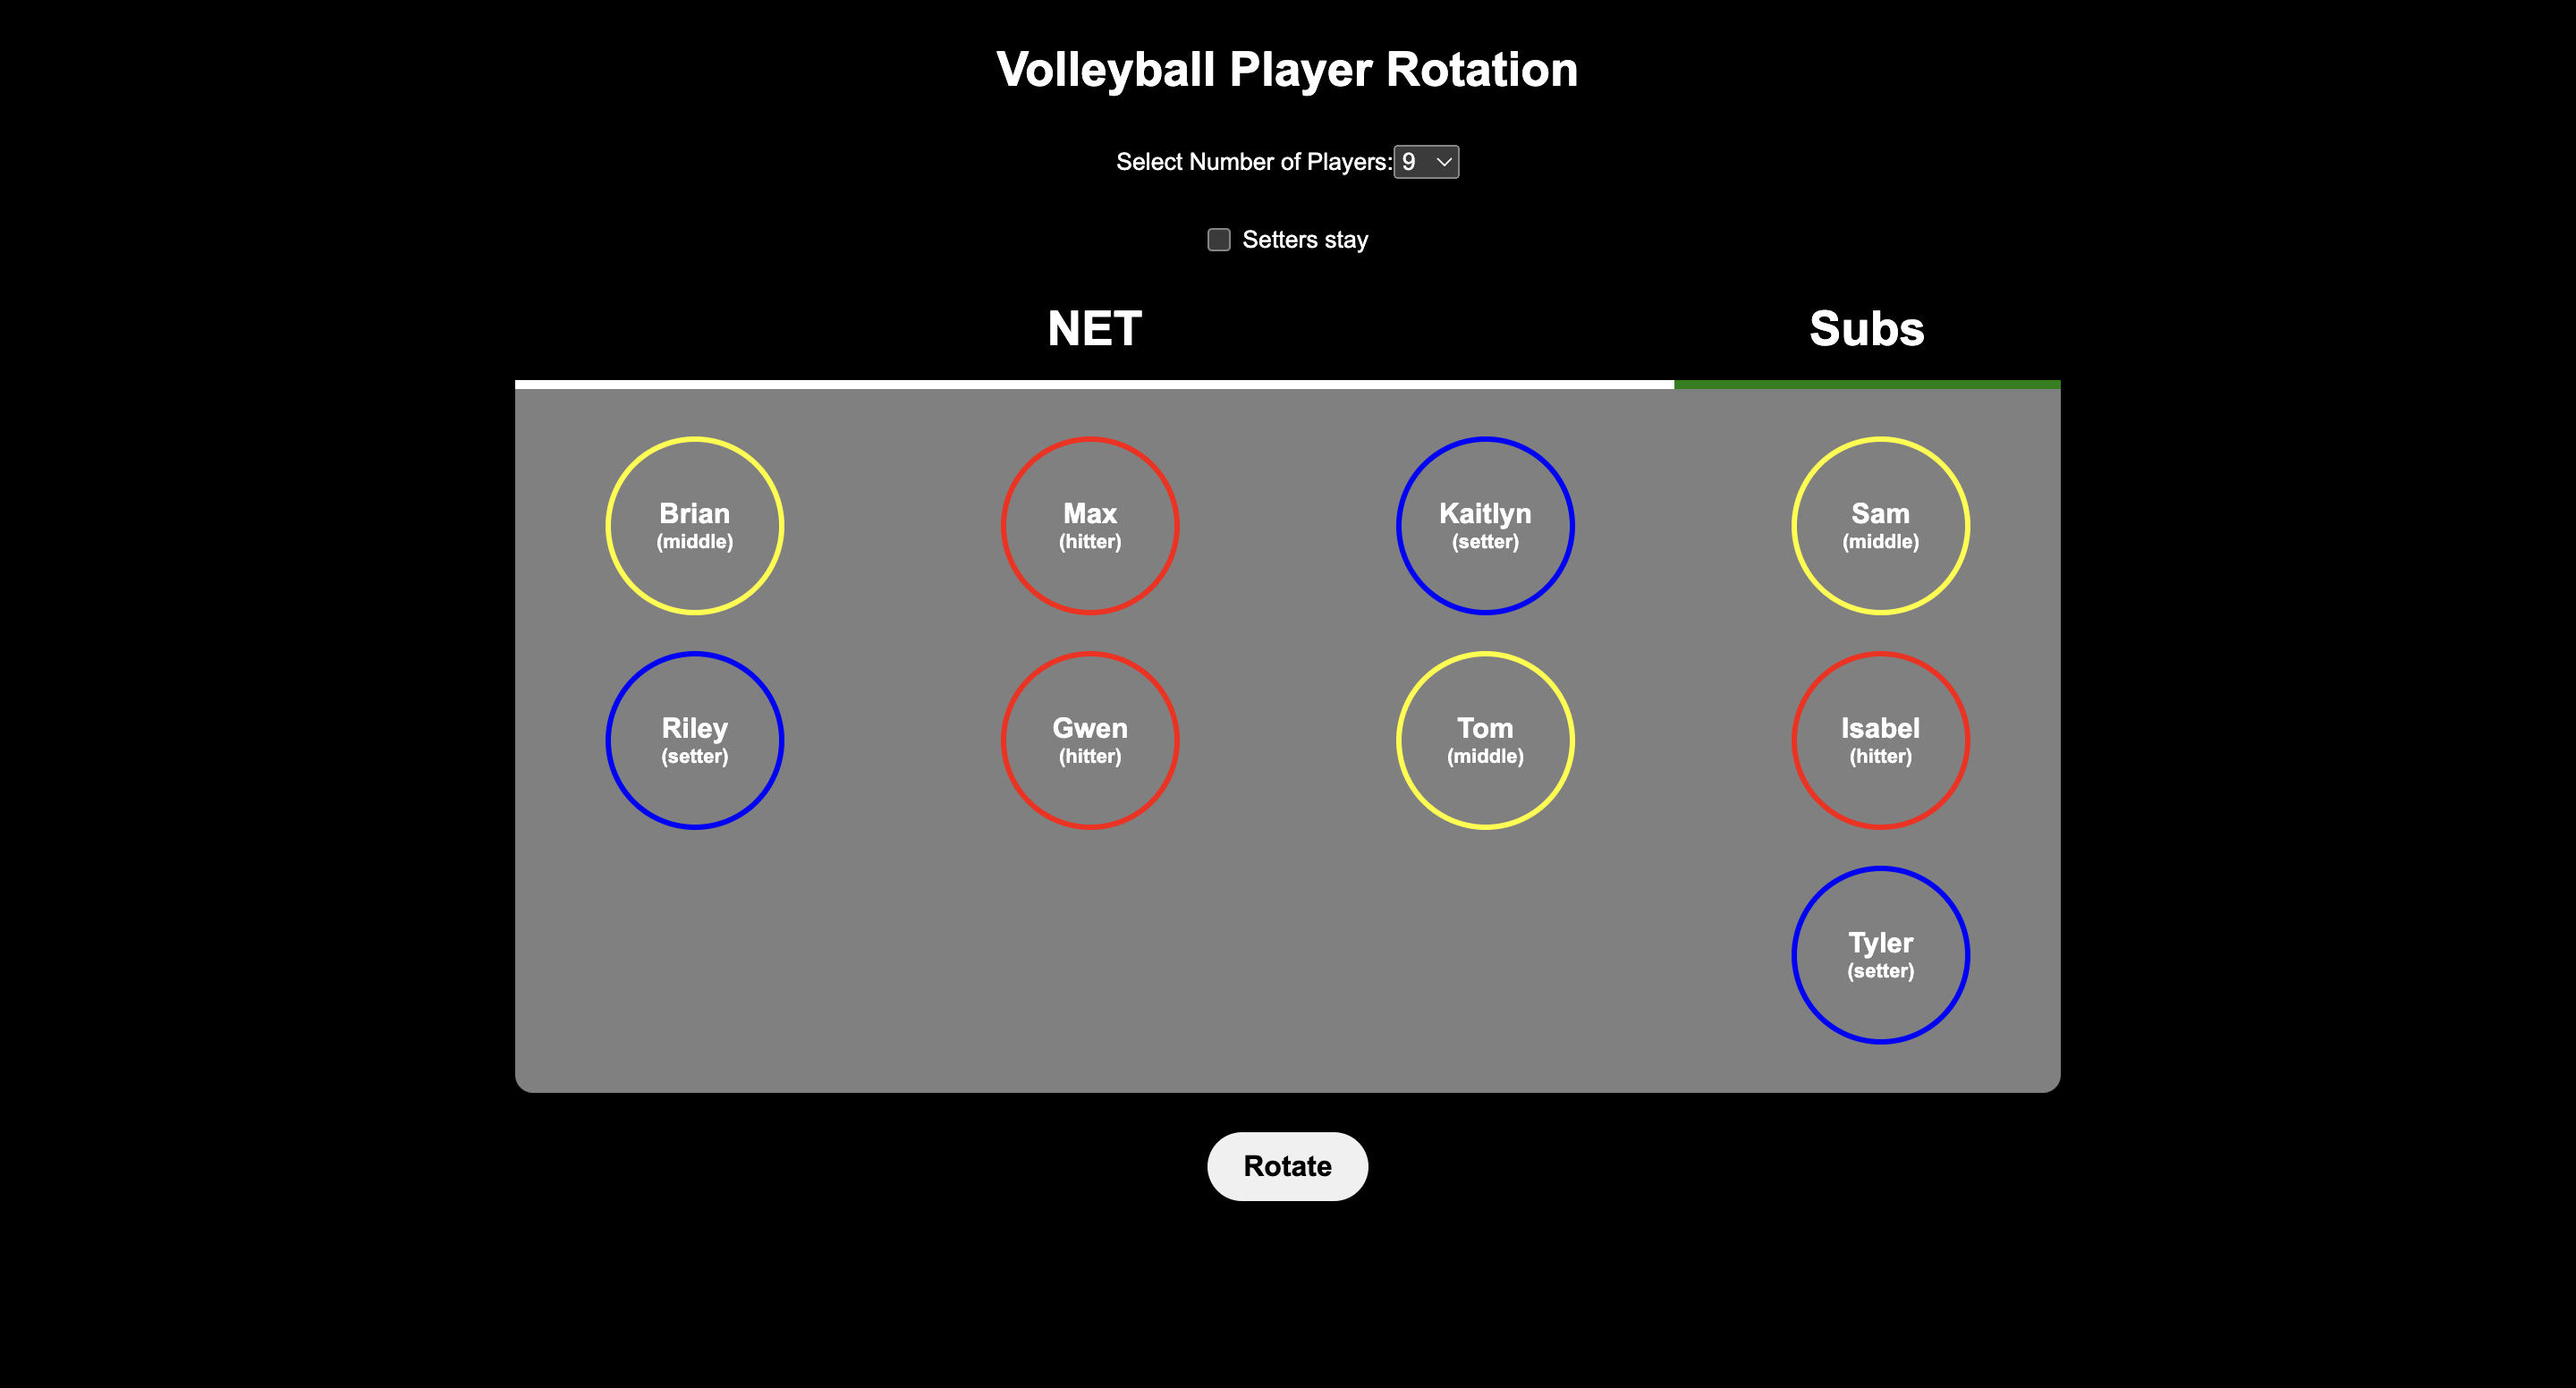 Volleyball Player Rotation
Select Number of Players: 9
Setters stay
NET
Subs
Brian
(middle)
Max
(hitter)
Kaitlyn
(setter)
Sam
(middle)
Riley
(setter)
Gwen
(hitter)
Tom
(middle)
Isabel
(hitter)
Tyler
(setter)
Rotate